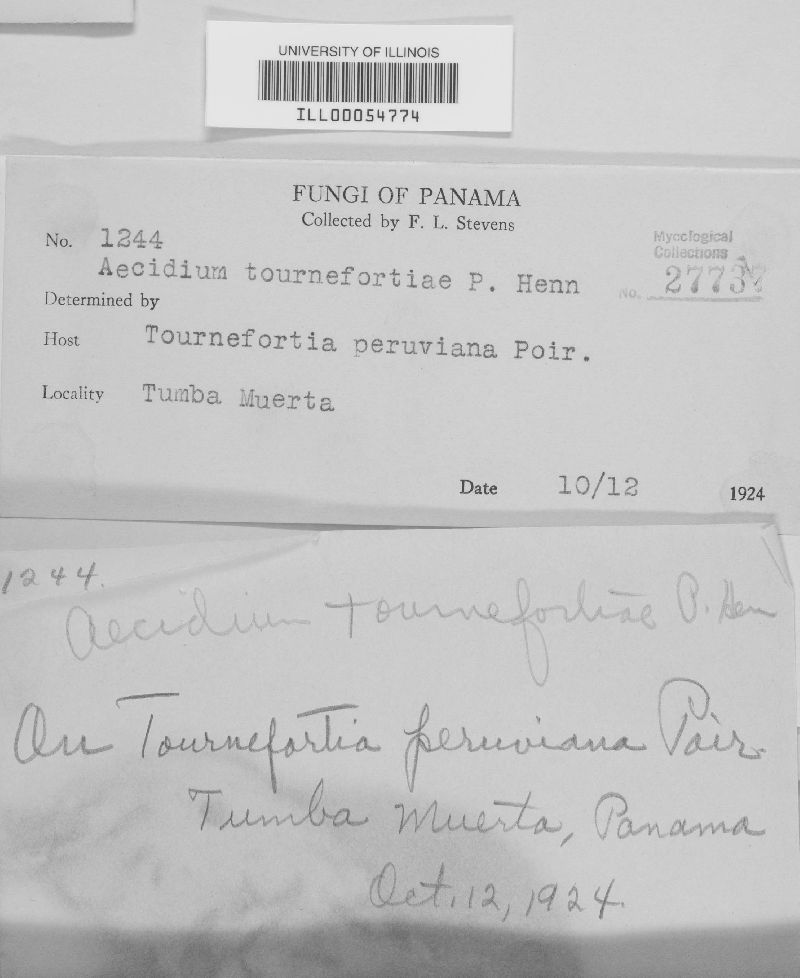 UNIVERSITY OF ILLINOIS
ILL00054774
FUNGI OF PANAMA
Collected by F. L. Stevens
No. 1244
Mycological
Collections
No.
Aecidium tournefortiae P. Henn
Determined by
Host Tournefortia peruviana Poir.
Locality Tumba Muerta
Date 10/12 1924
1244.
Aecidium tournefortiae P. Hen
On Tournefortia peruviana Poir.
Tumba Muerta, Panama
Oct. 12, 1924.